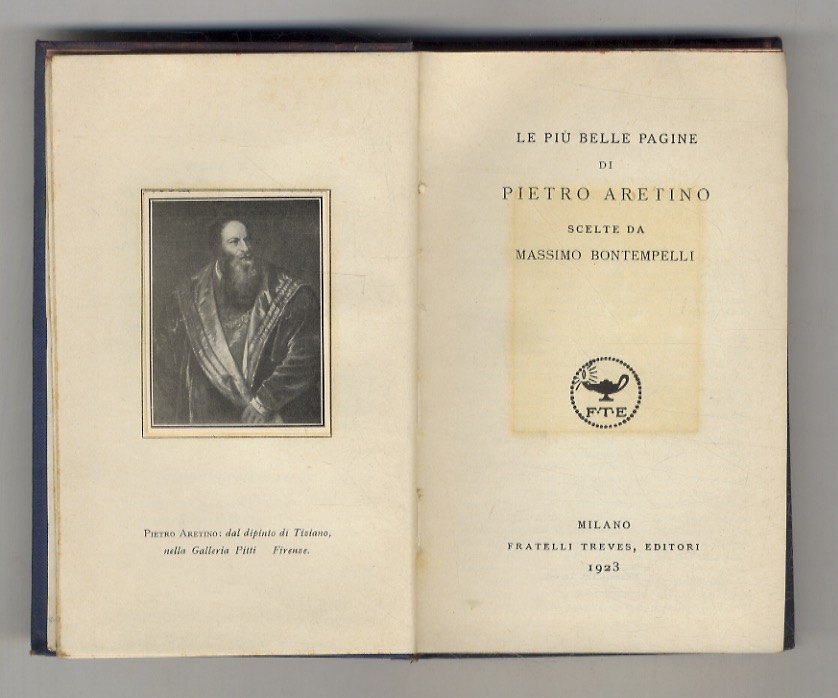 PIETRO ARETINO: dal dipinto di Tiziano,
nella Galleria Pitti Firenze.
LE PIÙ BELLE PAGINE
DI
PIETRO ARETINO
SCELTE DA
MASSIMO BONTEMPELLI
F·T·E
MILANO
FRATELLI TREVES, EDITORI
1923